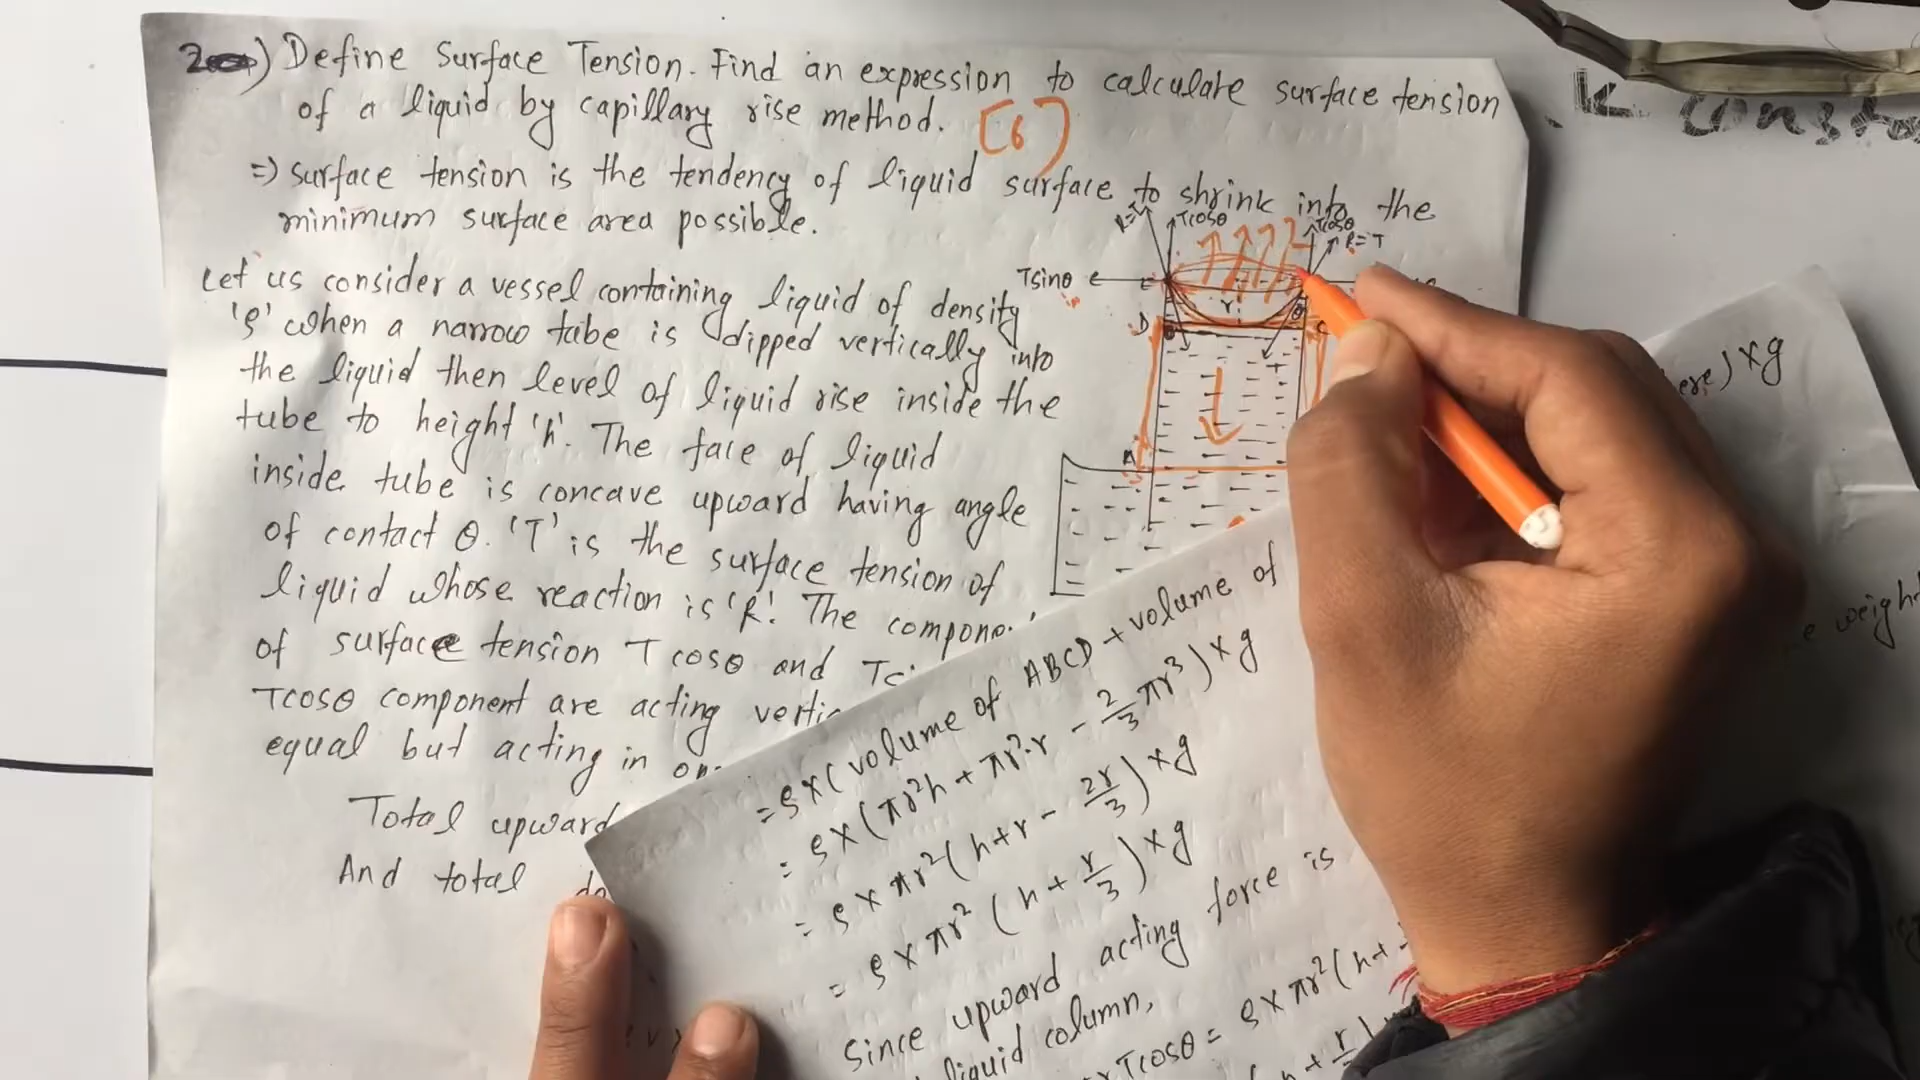 2) Define Surface Tension. Find an expression to calculate surface tension
of a liquid by capillary rise method. [6]
=) surface tension is the tendency of liquid surface to shrink into the
minimum surface area possible.
Let us consider a vessel containing liquid of density
'ρ' when a narrow tube is dipped vertically into
the liquid then level of liquid rise inside the
tube to height 'h'. The face of liquid
inside tube is concave upward having angle
of contact θ. 'T' is the surface tension of
liquid whose reaction is 'R'. The compone
of surface tension Tcosθ and
Tcosθ component are acting
equal but acting in
Total upward
And total
R=T
Tcosθ
Tcosθ
R=T
Tsinθ
r
θ
D
C
T
A
= ρ×(volume of ABCD + volume of
= ρ×(πr²h + πr²·r - 2/3 πr³)×g
= ρ×πr²(h+r - 2r/3)×g
= ρ×πr²(h + r/3)×g
Since upward acting force is
liquid column,
Tcosθ = ρ×πr²(h+
) ×g
weight
k